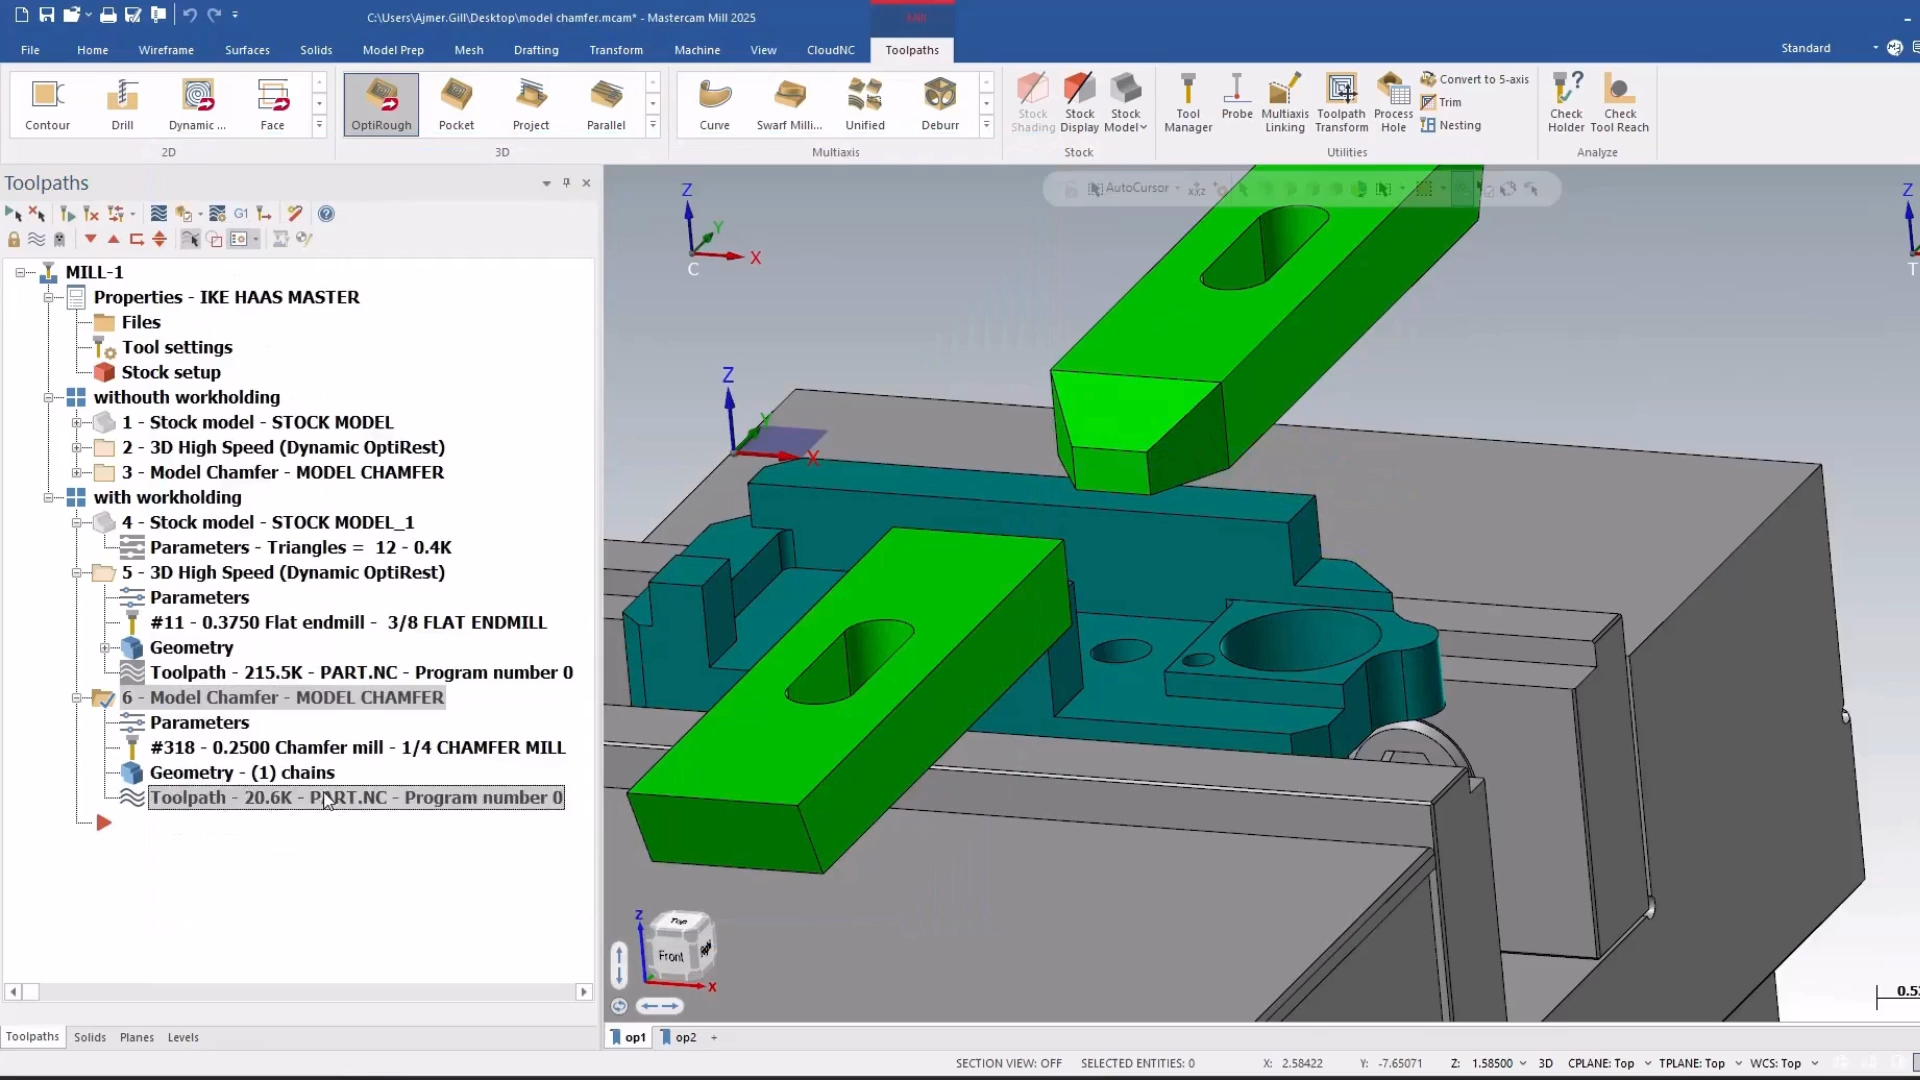 C:\Users\Ajmer.Gill\Desktop\model chamfer.mcam* - Mastercam Mill 2025
File Home Wireframe Surfaces Solids Model Prep Mesh Drafting Transform Machine View CloudNC Toolpaths Standard
Contour Drill Dynamic ... Face
2D
OptiRough Pocket Project Parallel
3D
Curve Swarf Milli... Unified Deburr
Multiaxis
Stock Shading Stock Display Stock Model
Stock
Tool Manager Probe Multiaxis Linking Toolpath Transform Process Hole
Convert to 5-axis
Trim
Nesting
Utilities
Check Holder Check Tool Reach
Analyze
Toolpaths
G1
AutoCursor
MILL-1
Properties - IKE HAAS MASTER
Files
Tool settings
Stock setup
withouth workholding
1 - Stock model - STOCK MODEL
2 - 3D High Speed (Dynamic OptiRest)
3 - Model Chamfer - MODEL CHAMFER
with workholding
4 - Stock model - STOCK MODEL_1
Parameters - Triangles = 12 - 0.4K
5 - 3D High Speed (Dynamic OptiRest)
Parameters
#11 - 0.3750 Flat endmill - 3/8 FLAT ENDMILL
Geometry
Toolpath - 215.5K - PART.NC - Program number 0
6 - Model Chamfer - MODEL CHAMFER
Parameters
#318 - 0.2500 Chamfer mill - 1/4 CHAMFER MILL
Geometry - (1) chains
Toolpath - 20.6K - PART.NC - Program number 0
Z
Y
X
C
Z
T
Z
Y
X
Z
Top
Front
Right
X
Toolpaths Solids Planes Levels
op1 op2 +
SECTION VIEW: OFF SELECTED ENTITIES: 0 X: 2.58422 Y: -7.65071 Z: 1.58500 3D CPLANE: Top TPLANE: Top WCS: Top